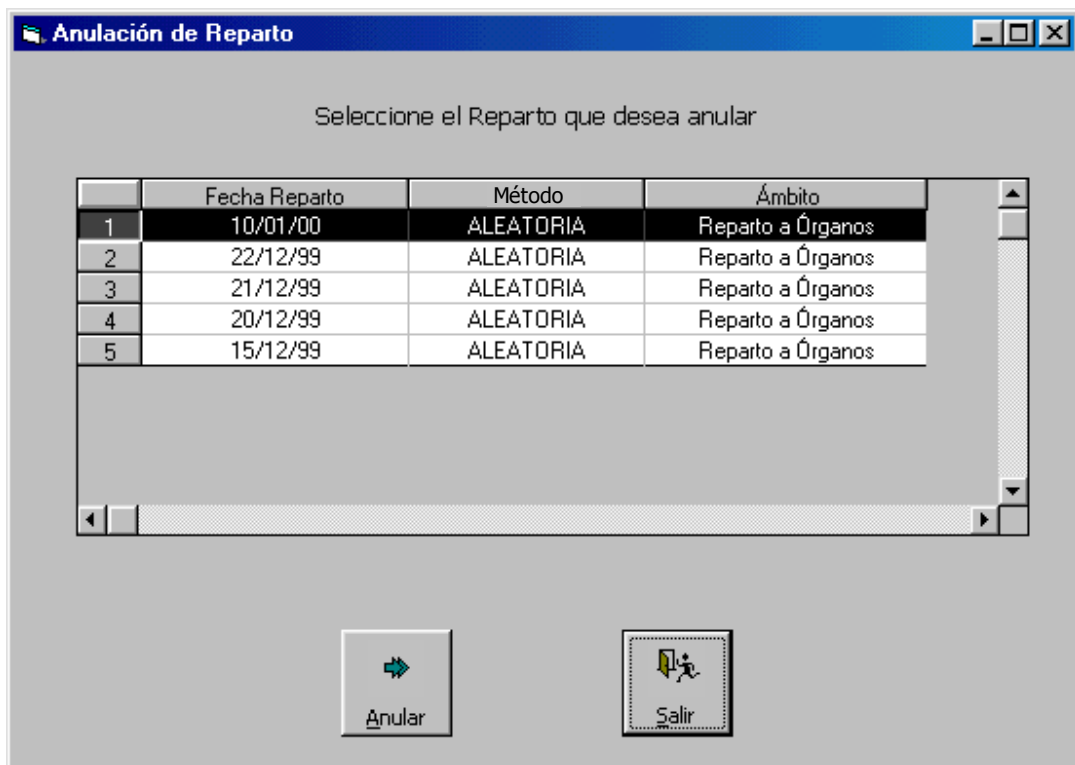 Anulación de Reparto
Seleccione el Reparto que desea anular
Fecha Reparto Método Ámbito
1 10/01/00 ALEATORIA Reparto a Órganos
2 22/12/99 ALEATORIA Reparto a Órganos
3 21/12/99 ALEATORIA Reparto a Órganos
4 20/12/99 ALEATORIA Reparto a Órganos
5 15/12/99 ALEATORIA Reparto a Órganos
Anular Salir